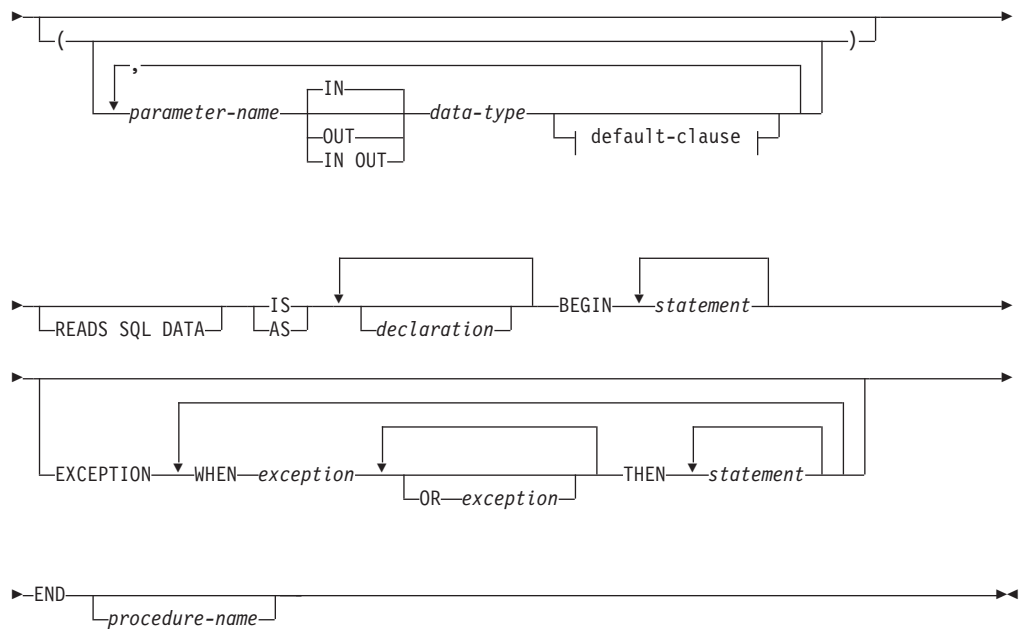 ( )
,
IN
parameter-name data-type
OUT default-clause
IN OUT
IS BEGIN statement
READS SQL DATA AS declaration
EXCEPTION WHEN exception THEN statement
OR exception
END
procedure-name